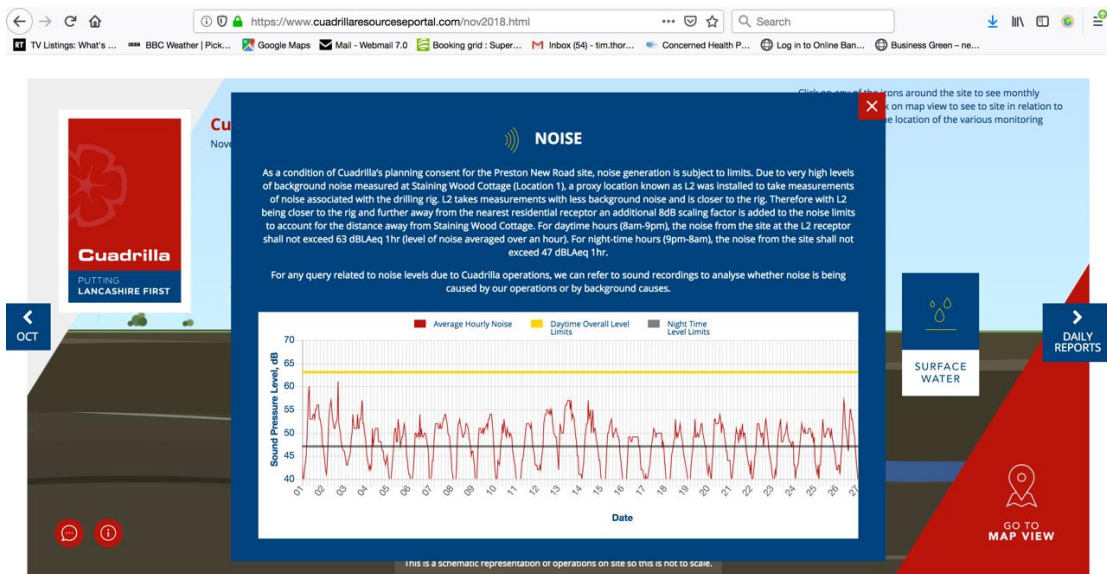 https://www.cuadrillaresourceseportal.com/nov2018.html
Search
TV Listings: What's ...
BBC Weather | Pick...
Google Maps
Mail - Webmail 7.0
Booking grid : Super...
Inbox (54) - tim.thor...
Concerned Health P...
Log in to Online Ban...
Business Green – ne...
Click on any of the icons around the site to see monthly
on map view to see to site in relation to
location of the various monitoring
Cu
Nove
Cuadrilla
PUTTING
LANCASHIRE FIRST
OCT
NOISE
As a condition of Cuadrilla's planning consent for the Preston New Road site, noise generation is subject to limits. Due to very high levels
of background noise measured at Staining Wood Cottage (Location 1), a proxy location known as L2 was installed to take measurements
of noise associated with the drilling rig. L2 takes measurements with less background noise and is closer to the rig. Therefore with L2
being closer to the rig and further away from the nearest residential receptor an additional 8dB scaling factor is added to the noise limits
to account for the distance away from Staining Wood Cottage. For daytime hours (8am-9pm), the noise from the site at the L2 receptor
shall not exceed 63 dBLAeq 1hr (level of noise averaged over an hour). For night-time hours (9pm-8am), the noise from the site shall not
exceed 47 dBLAeq 1hr.
For any query related to noise levels due to Cuadrilla operations, we can refer to sound recordings to analyse whether noise is being
caused by our operations or by background causes.
Average Hourly Noise
Daytime Overall Level
Limits
Night Time
Level Limits
Sound Pressure Level, dB
70
65
60
55
50
45
40
01 02 03 04 05 06 07 08 09 10 11 12 13 14 15 16 17 18 19 20 21 22 23 24 25 26 27
Date
SURFACE
WATER
DAILY
REPORTS
GO TO
MAP VIEW
This is a schematic representation of operations on site so this is not to scale.